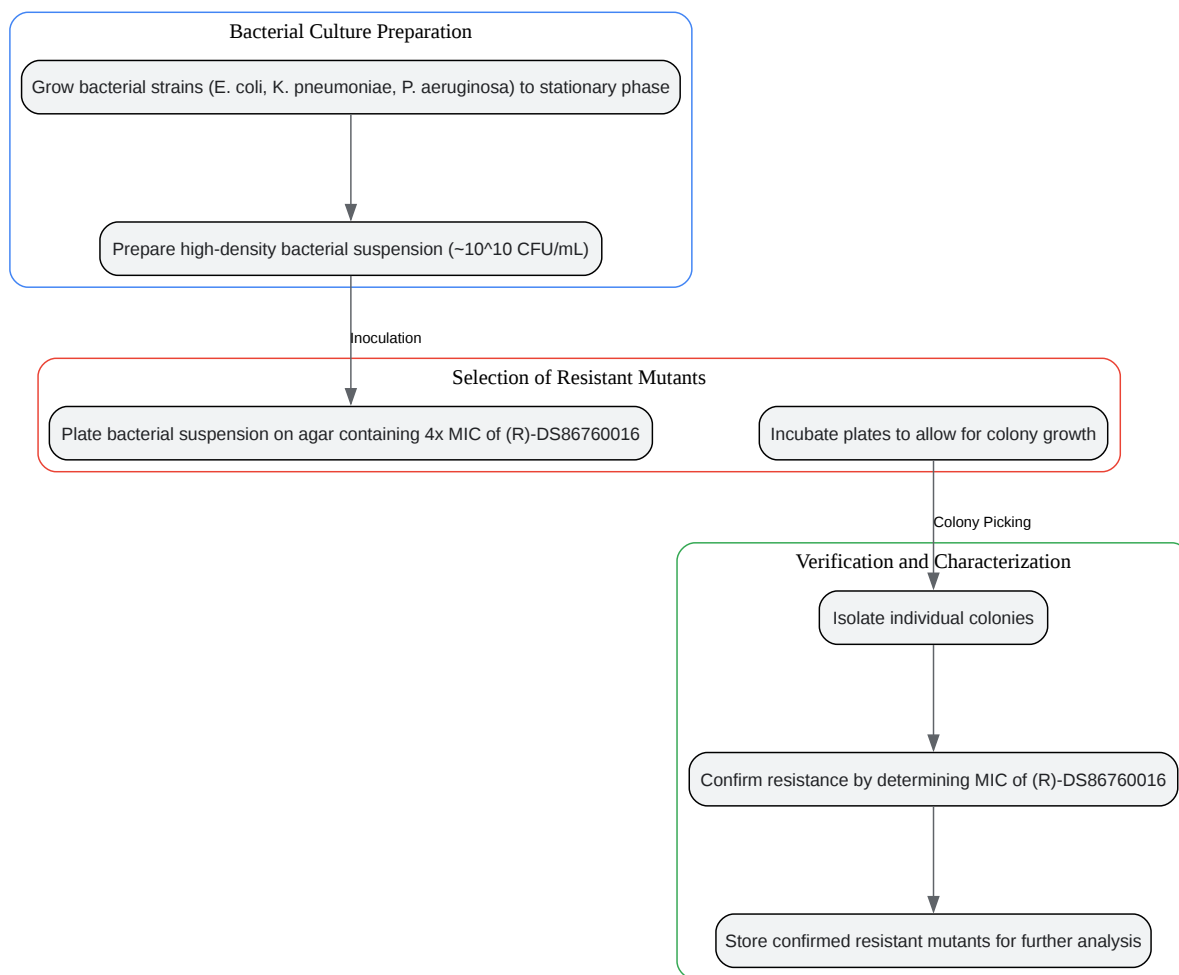 Bacterial Culture Preparation
Grow bacterial strains (E. coli, K. pneumoniae, P. aeruginosa) to stationary phase
Prepare high-density bacterial suspension (~10^10 CFU/mL)
Inoculation
Selection of Resistant Mutants
Plate bacterial suspension on agar containing 4x MIC of (R)-DS86760016
Incubate plates to allow for colony growth
Colony Picking
Verification and Characterization
Isolate individual colonies
Confirm resistance by determining MIC of (R)-DS86760016
Store confirmed resistant mutants for further analysis